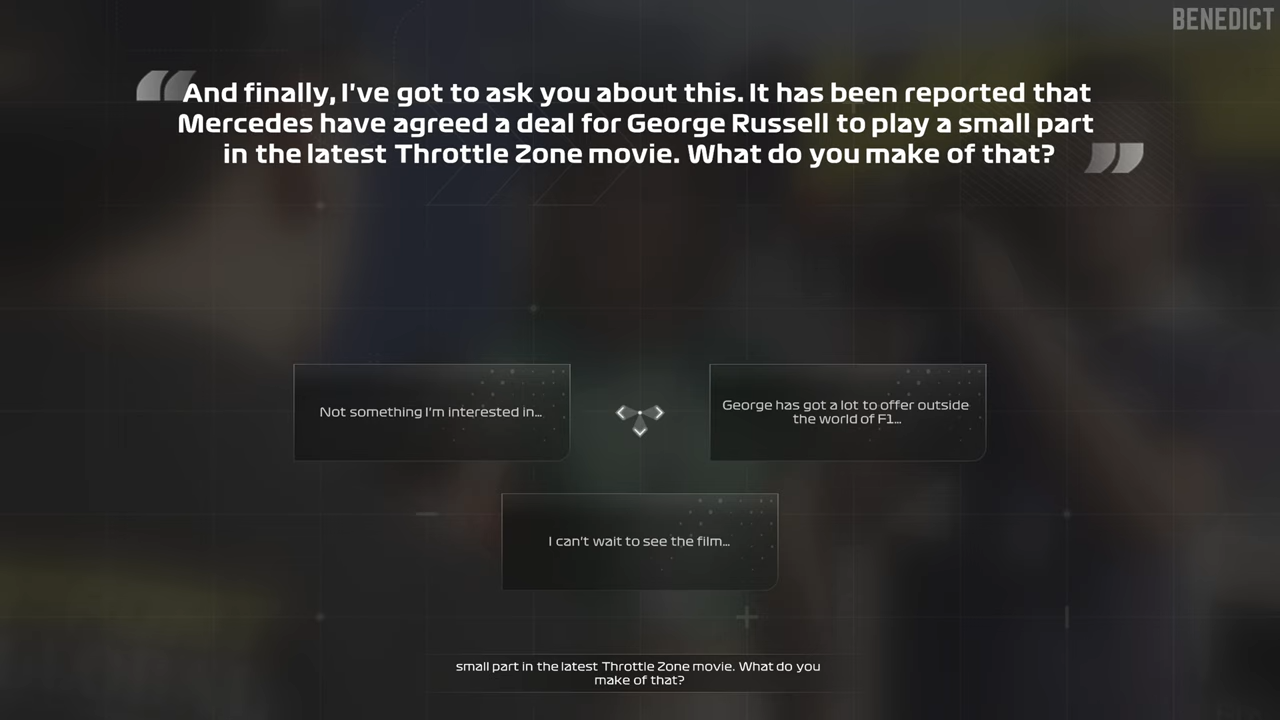 BENEDICT
And finally, I've got to ask you about this. It has been reported that
Mercedes have agreed a deal for George Russell to play a small part
in the latest Throttle Zone movie. What do you make of that?
Not something I'm interested in...
George has got a lot to offer outside
the world of F1...
I can't wait to see the film...
small part in the latest Throttle Zone movie. What do you
make of that?